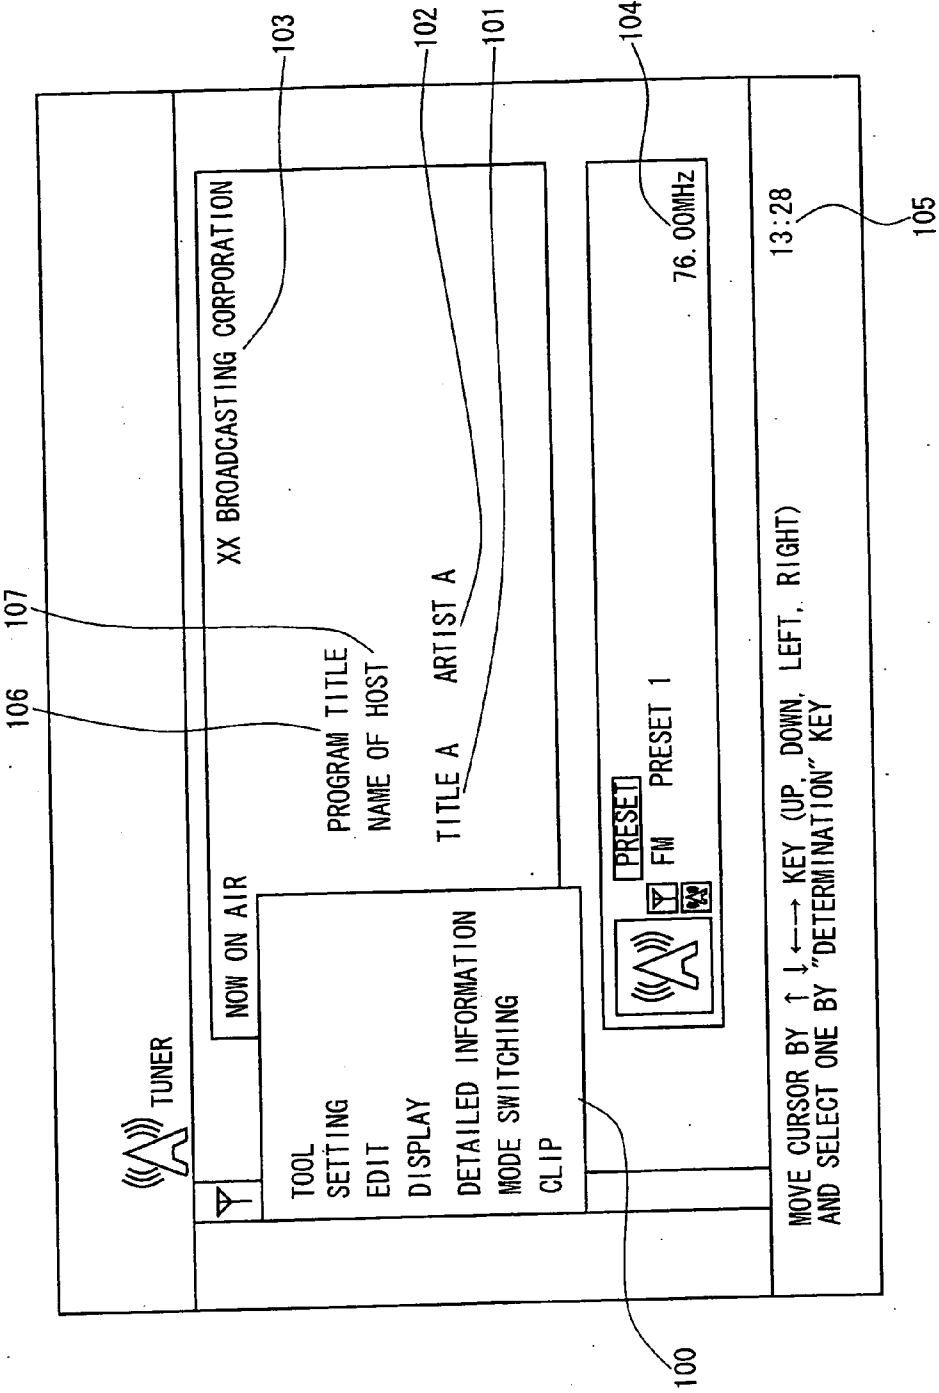 TUNER
NOW ON AIR
XX BROADCASTING CORPORATION
PROGRAM TITLE
NAME OF HOST
TITLE A ARTIST A
TOOL
SETTING
EDIT
DISPLAY
DETAILED INFORMATION
MODE SWITCHING
CLIP
PRESET
FM PRESET 1
76.00MHz
MOVE CURSOR BY ↑ ↓ ←→ KEY (UP, DOWN, LEFT, RIGHT)
AND SELECT ONE BY "DETERMINATION" KEY
13:28
100
106
107
103
102
101
104
105